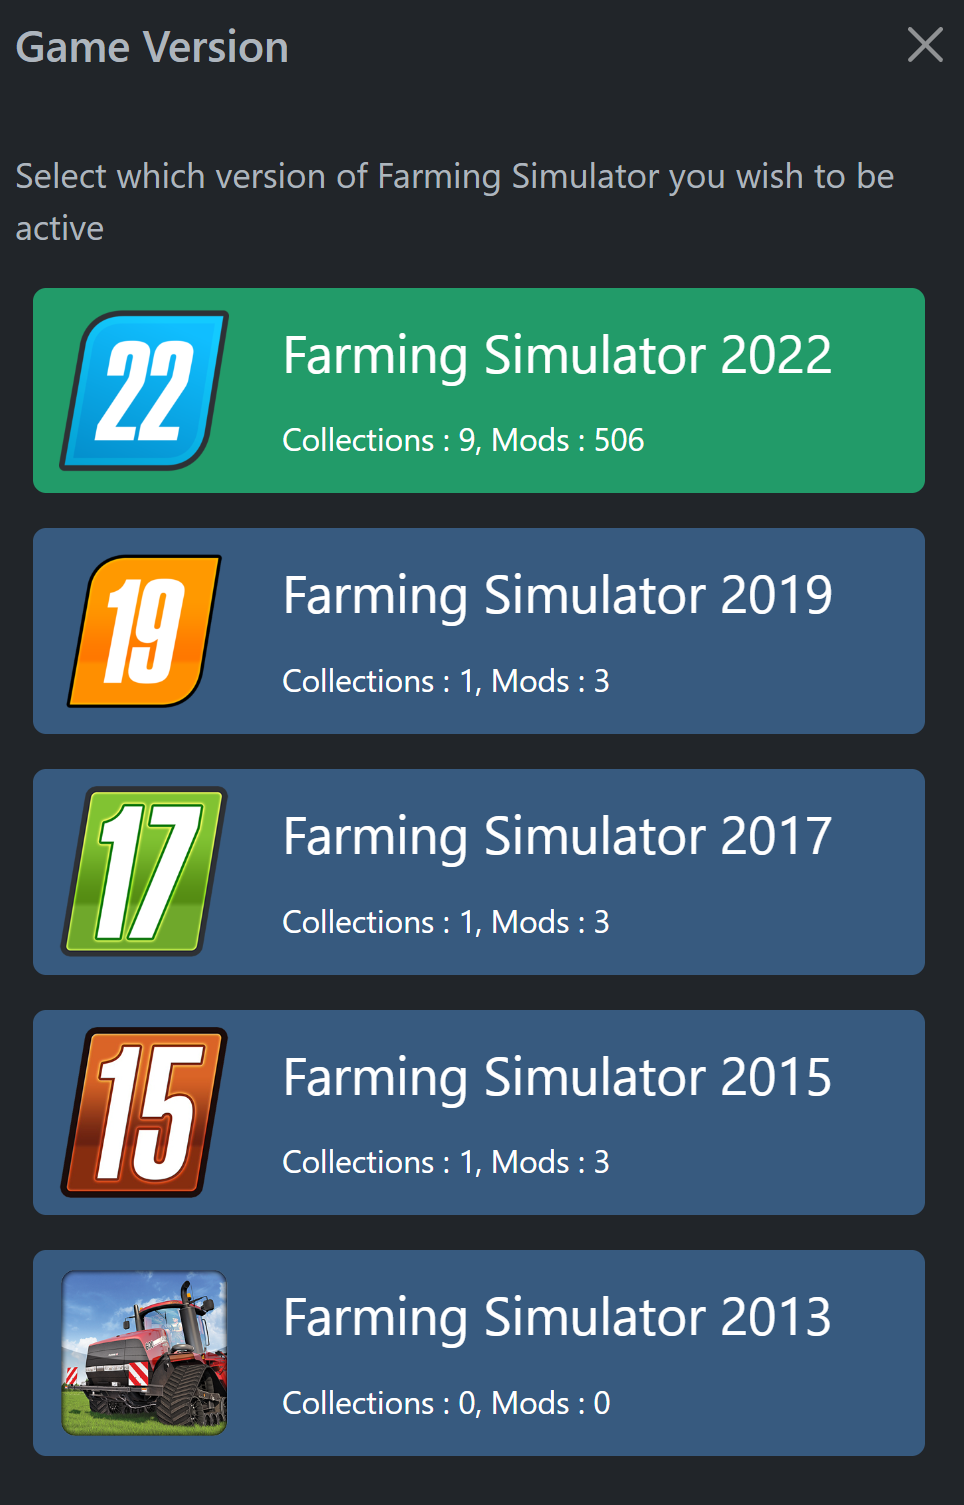 Game Version
Select which version of Farming Simulator you wish to be
active
22
Farming Simulator 2022
Collections : 9, Mods : 506
19
Farming Simulator 2019
Collections : 1, Mods : 3
17
Farming Simulator 2017
Collections : 1, Mods : 3
15
Farming Simulator 2015
Collections : 1, Mods : 3
Farming Simulator 2013
Collections : 0, Mods : 0